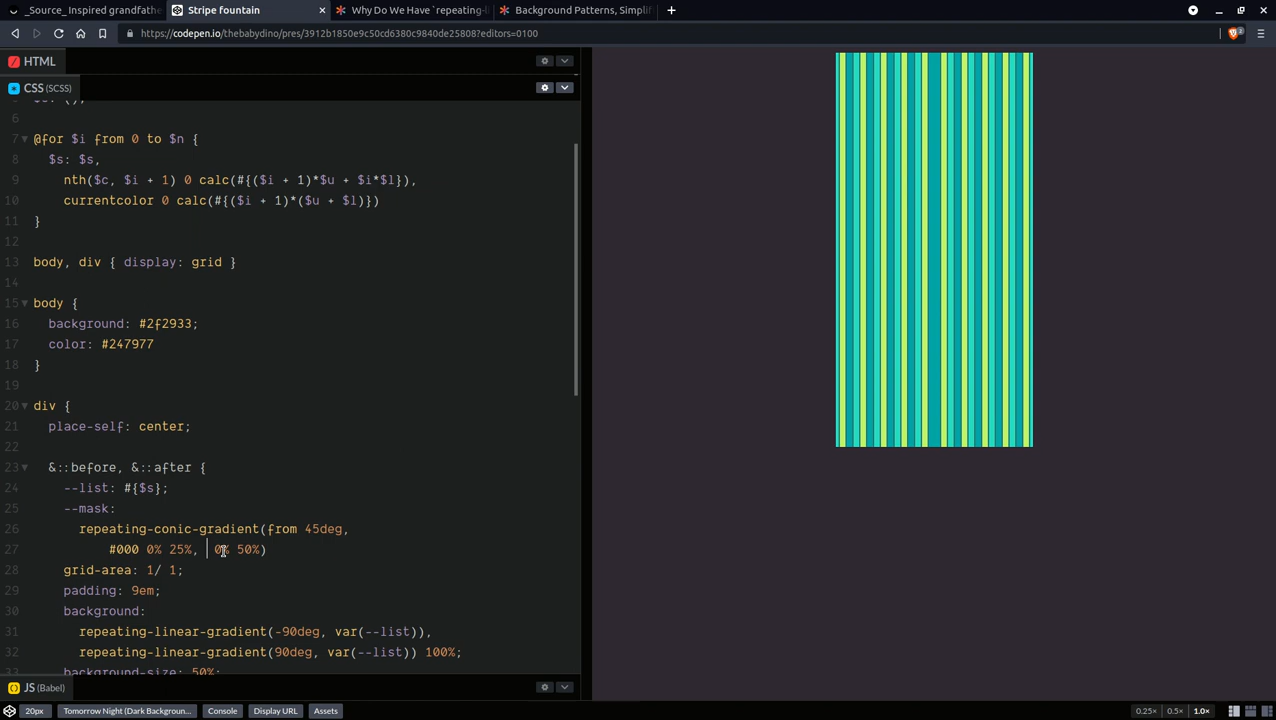 _Source_Inspired grandfathe
Stripe fountain
Why Do We Have `repeating-l
Background Patterns, Simplif
https://codepen.io/thebabydino/pres/3912b1850e9c50cd6380c9840de25808?editors=0100
2
HTML
CSS (SCSS)
6
7 @for $i from 0 to $n {
8 $s: $s,
9 nth($c, $i + 1) 0 calc(#{($i + 1)*$u + $i*$l}),
10 currentcolor 0 calc(#{($i + 1)*($u + $l)})
11 }
12
13 body, div { display: grid }
14
15 body {
16 background: #2f2933;
17 color: #247977
18 }
19
20 div {
21 place-self: center;
22
23 &::before, &::after {
24 --list: #{$s};
25 --mask:
26 repeating-conic-gradient(from 45deg,
27 #000 0% 25%, 0% 50%)
28 grid-area: 1/ 1;
29 padding: 9em;
30 background:
31 repeating-linear-gradient(-90deg, var(--list)),
32 repeating-linear-gradient(90deg, var(--list)) 100%;
33 background-size: 50%;
JS (Babel)
20px
Tomorrow Night (Dark Backgroun...
Console
Display URL
Assets
0.25×
0.5×
1.0×